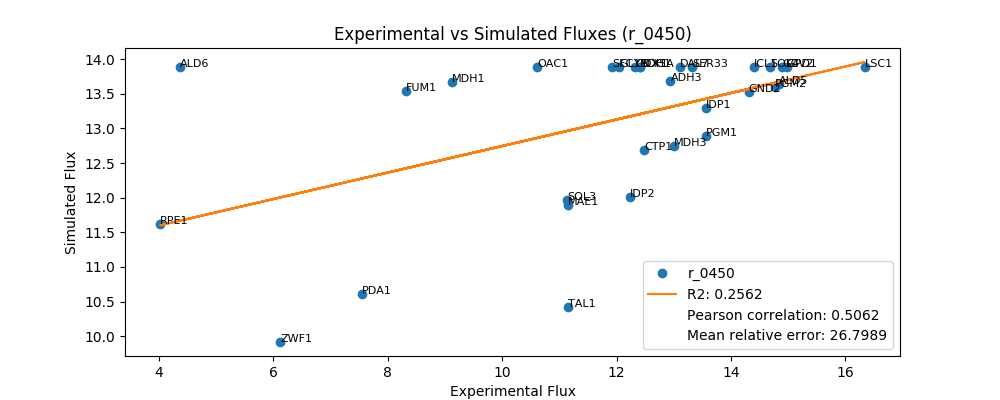 Experimental vs Simulated Fluxes (r_0450)
14.0
13.5
13.0
12.5
12.0
11.5
11.0
10.5
10.0
Simulated Flux
ALD6
OAC1
LSC1
MDH1
ADH3
FUM1
GND2
IDP1
PGM1
CTP1
MDH3
IDP2
SOL3
MAE1
RPE1
PDA1
TAL1
ZWF1
r_0450
R2: 0.2562
Pearson correlation: 0.5062
Mean relative error: 26.7989
4
6
8
10
12
14
16
Experimental Flux